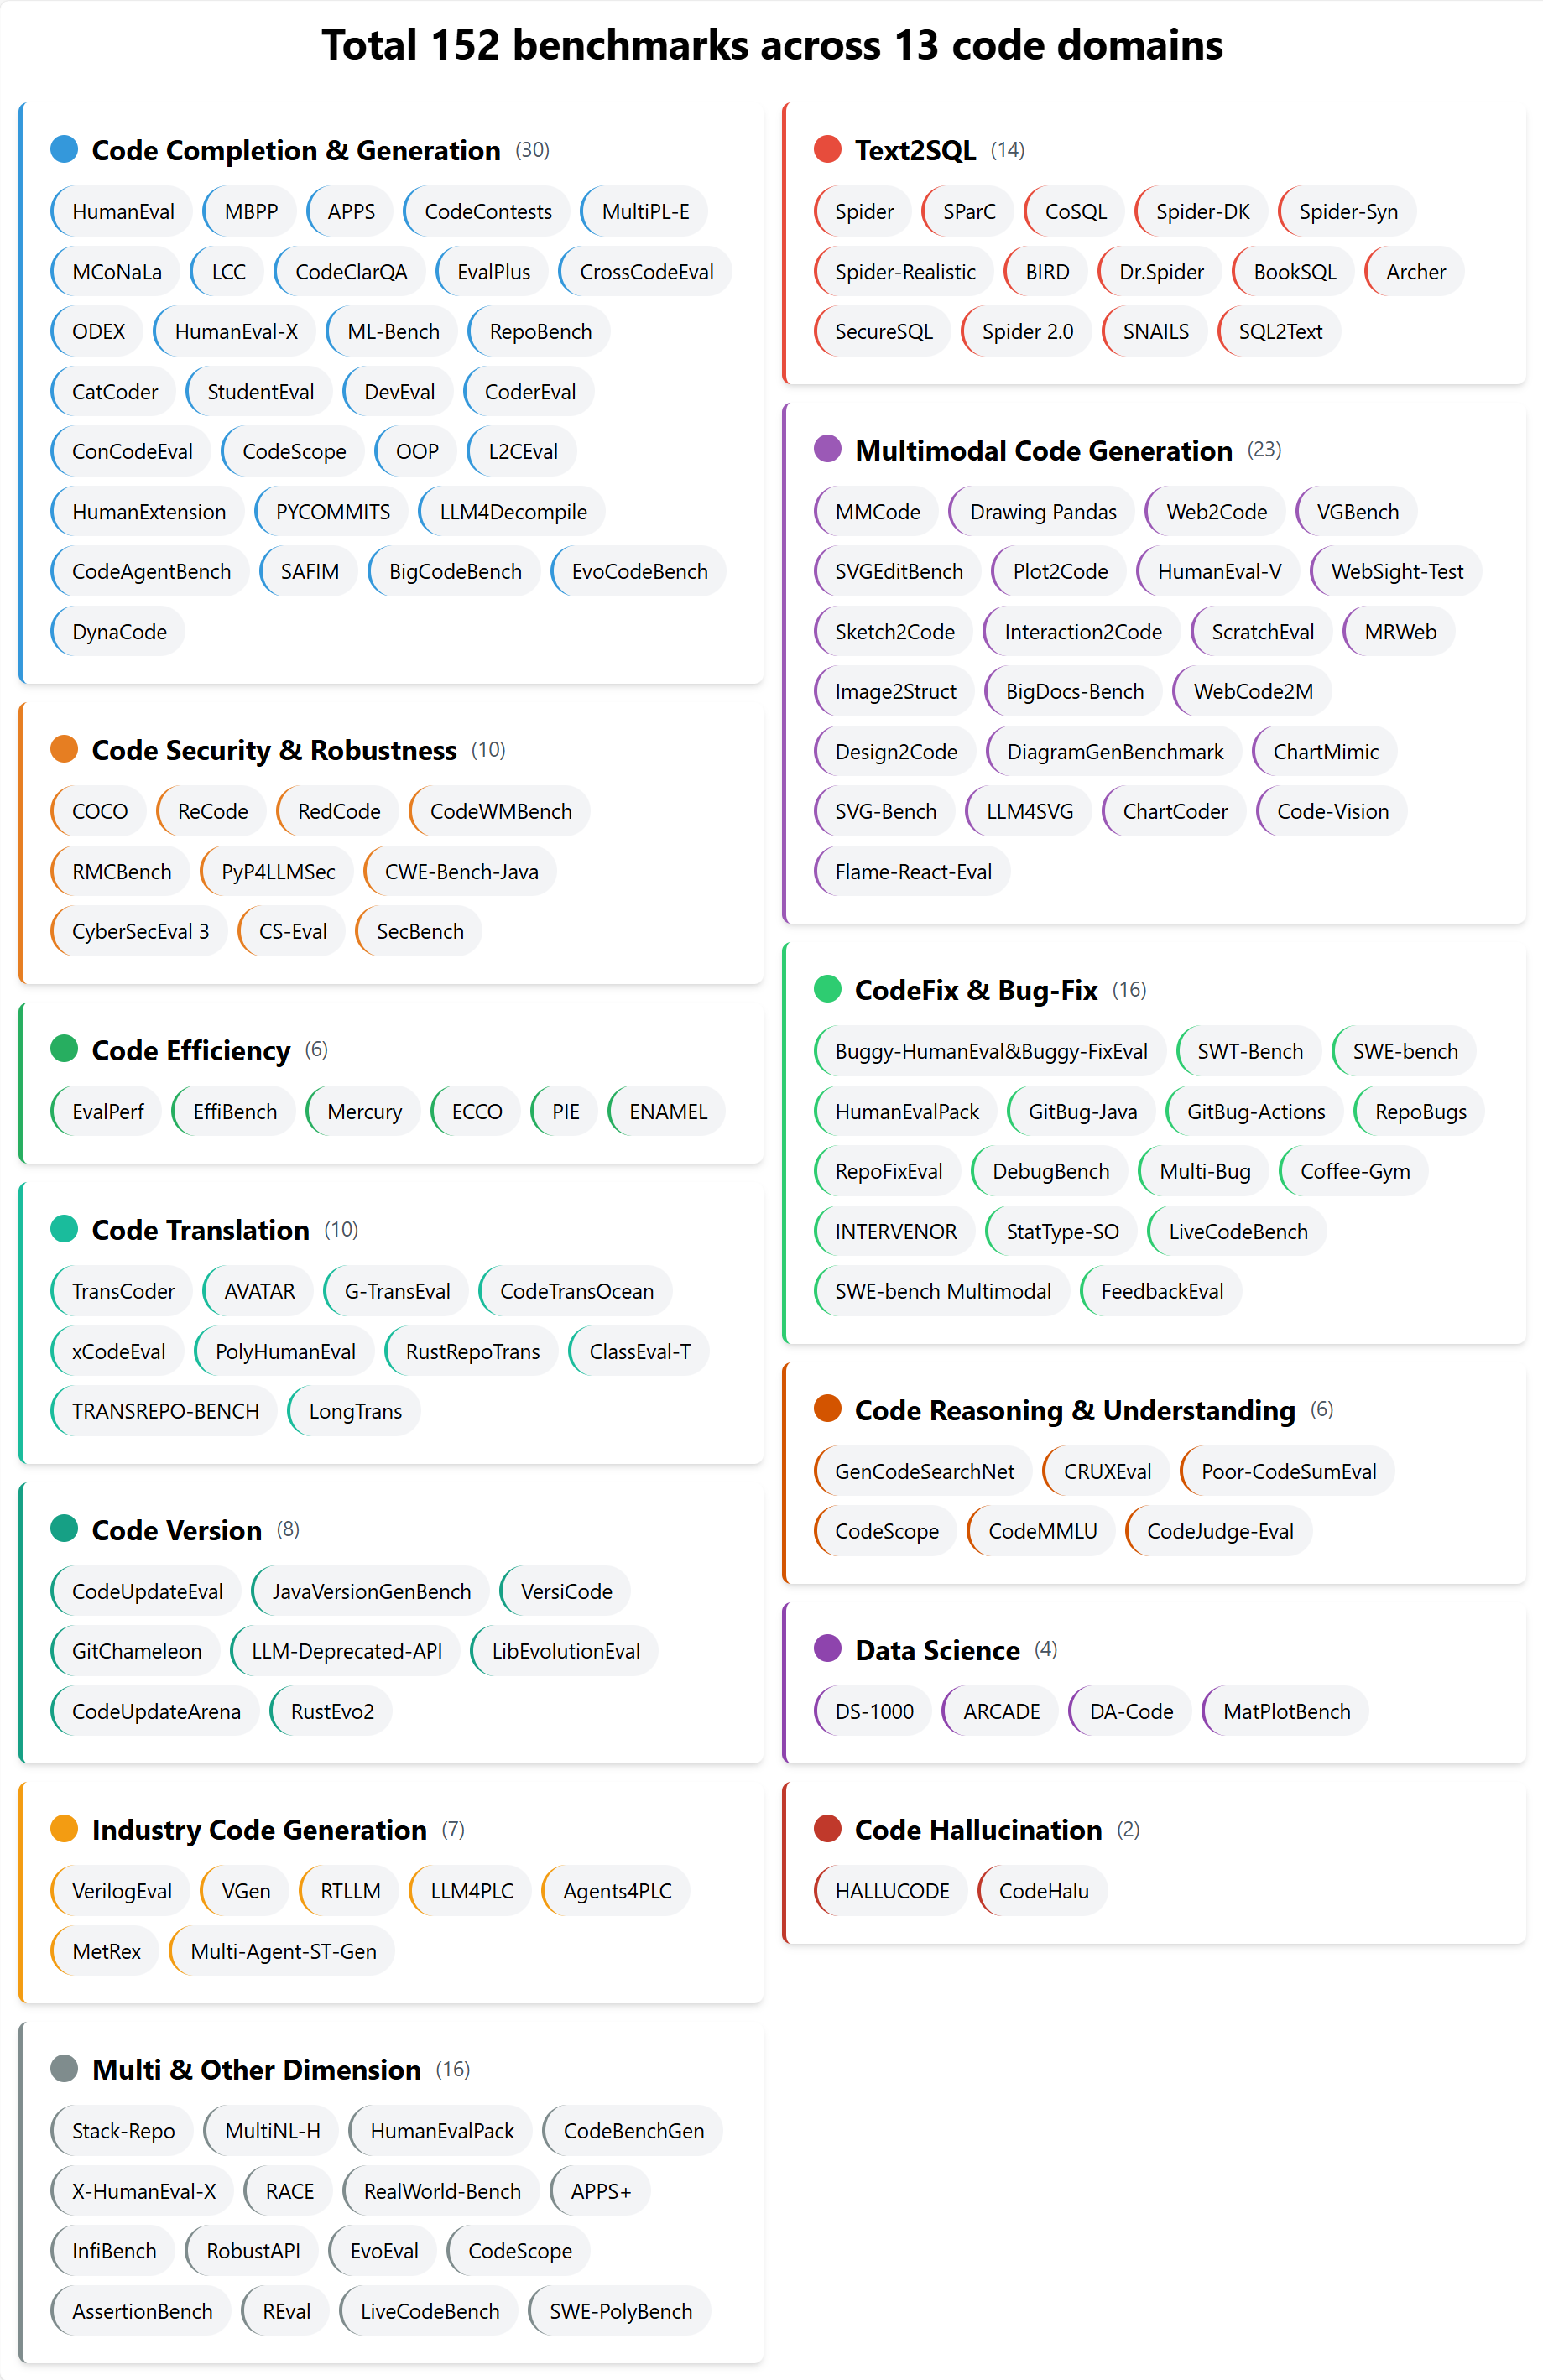 Total 152 benchmarks across 13 code domains
Code Completion & Generation (30)
HumanEval MBPP APPS CodeContests MultiPL-E
MCoNaLa LCC CodeClarQA EvalPlus CrossCodeEval
ODEX HumanEval-X ML-Bench RepoBench
CatCoder StudentEval DevEval CoderEval
ConCodeEval CodeScope OOP L2CEval
HumanExtension PYCOMMITS LLM4Decompile
CodeAgentBench SAFIM BigCodeBench EvoCodeBench
DynaCode
Code Security & Robustness (10)
COCO ReCode RedCode CodeWMBench
RMCBench PyP4LLMSec CWE-Bench-Java
CyberSecEval 3 CS-Eval SecBench
Code Efficiency (6)
EvalPerf EffiBench Mercury ECCO PIE ENAMEL
Code Translation (10)
TransCoder AVATAR G-TransEval CodeTransOcean
xCodeEval PolyHumanEval RustRepoTrans ClassEval-T
TRANSREPO-BENCH LongTrans
Code Version (8)
CodeUpdateEval JavaVersionGenBench VersiCode
GitChameleon LLM-Deprecated-APl LibEvolutionEval
CodeUpdateArena RustEvo2
Industry Code Generation (7)
VerilogEval VGen RTLLM LLM4PLC Agents4PLC
MetRex Multi-Agent-ST-Gen
Multi & Other Dimension (16)
Stack-Repo MultiNL-H HumanEvalPack CodeBenchGen
X-HumanEval-X RACE RealWorld-Bench APPS+
InfiBench RobustAPI EvoEval CodeScope
AssertionBench REval LiveCodeBench SWE-PolyBench
Text2SQL (14)
Spider SParC CoSQL Spider-DK Spider-Syn
Spider-Realistic BIRD Dr.Spider BookSQL Archer
SecureSQL Spider 2.0 SNAILS SQL2Text
Multimodal Code Generation (23)
MMCode Drawing Pandas Web2Code VGBench
SVGEditBench Plot2Code HumanEval-V WebSight-Test
Sketch2Code Interaction2Code ScratchEval MRWeb
Image2Struct BigDocs-Bench WebCode2M
Design2Code DiagramGenBenchmark ChartMimic
SVG-Bench LLM4SVG ChartCoder Code-Vision
Flame-React-Eval
CodeFix & Bug-Fix (16)
Buggy-HumanEval&Buggy-FixEval SWT-Bench SWE-bench
HumanEvalPack GitBug-Java GitBug-Actions RepoBugs
RepoFixEval DebugBench Multi-Bug Coffee-Gym
INTERVENOR StatType-SO LiveCodeBench
SWE-bench Multimodal FeedbackEval
Code Reasoning & Understanding (6)
GenCodeSearchNet CRUXEval Poor-CodeSumEval
CodeScope CodeMMLU CodeJudge-Eval
Data Science (4)
DS-1000 ARCADE DA-Code MatPlotBench
Code Hallucination (2)
HALLUCODE CodeHalu